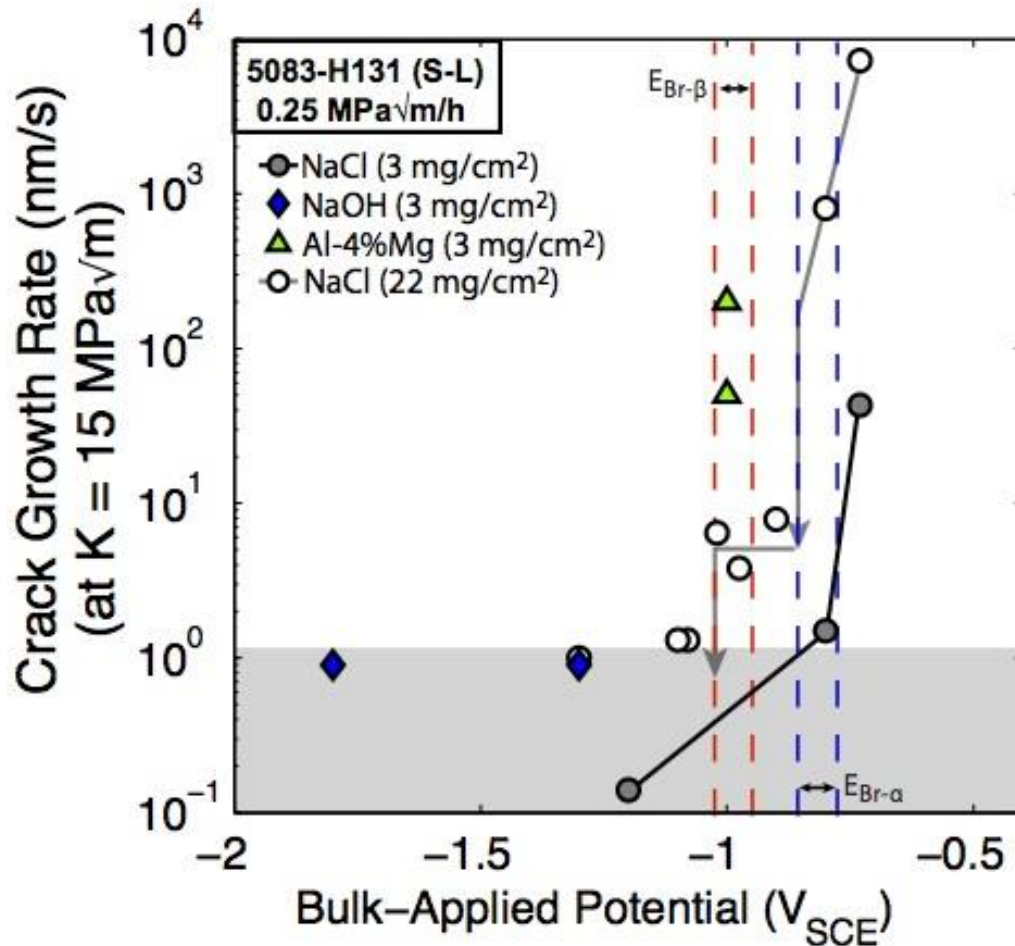 10⁴
10³
10²
10¹
10⁰
10⁻¹
Crack Growth Rate (nm/s)
(at K = 15 MPa√m)
5083-H131 (S-L)
0.25 MPa√m/h
NaCl (3 mg/cm²)
NaOH (3 mg/cm²)
Al-4%Mg (3 mg/cm²)
NaCl (22 mg/cm²)
E_Br-β
E_Br-α
−2
−1.5
−1
−0.5
Bulk–Applied Potential (V_SCE)